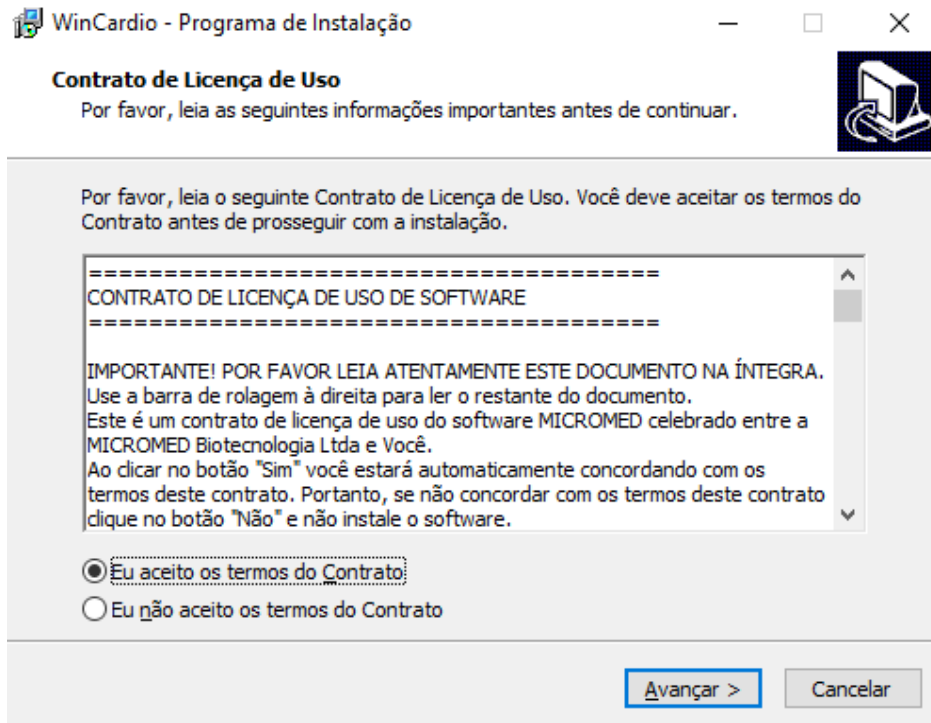 WinCardio - Programa de Instalação
Contrato de Licença de Uso
Por favor, leia as seguintes informações importantes antes de continuar.
Por favor, leia o seguinte Contrato de Licença de Uso. Você deve aceitar os termos do
Contrato antes de prosseguir com a instalação.
======================================
CONTRATO DE LICENÇA DE USO DE SOFTWARE
======================================
IMPORTANTE! POR FAVOR LEIA ATENTAMENTE ESTE DOCUMENTO NA ÍNTEGRA.
Use a barra de rolagem à direita para ler o restante do documento.
Este é um contrato de licença de uso do software MICROMED celebrado entre a
MICROMED Biotecnologia Ltda e Você.
Ao clicar no botão "Sim" você estará automaticamente concordando com os
termos deste contrato. Portanto, se não concordar com os termos deste contrato
clique no botão "Não" e não instale o software.
Eu aceito os termos do Contrato
Eu não aceito os termos do Contrato
Avançar >
Cancelar